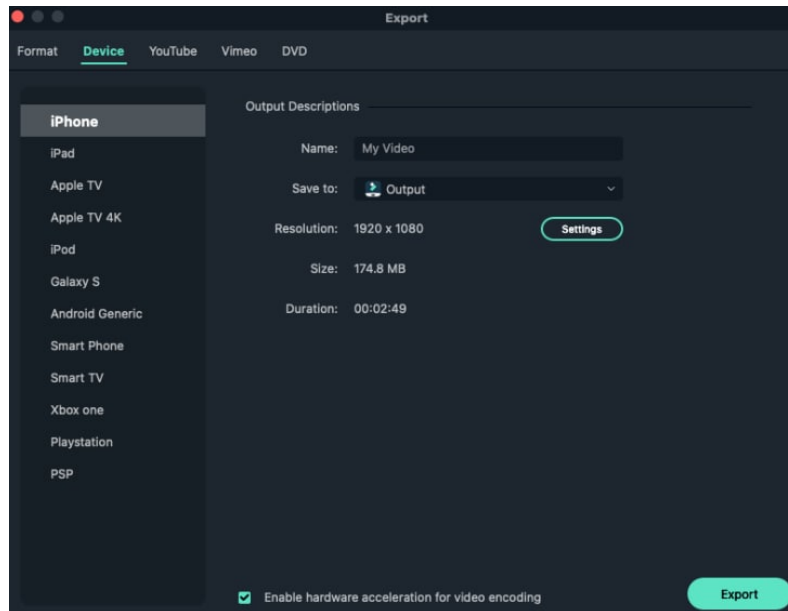 Export
Format Device YouTube Vimeo DVD
iPhone
iPad
Apple TV
Apple TV 4K
iPod
Galaxy S
Android Generic
Smart Phone
Smart TV
Xbox one
Playstation
PSP
Output Descriptions
Name: My Video
Save to: Output
Resolution: 1920 x 1080 Settings
Size: 174.8 MB
Duration: 00:02:49
Enable hardware acceleration for video encoding
Export